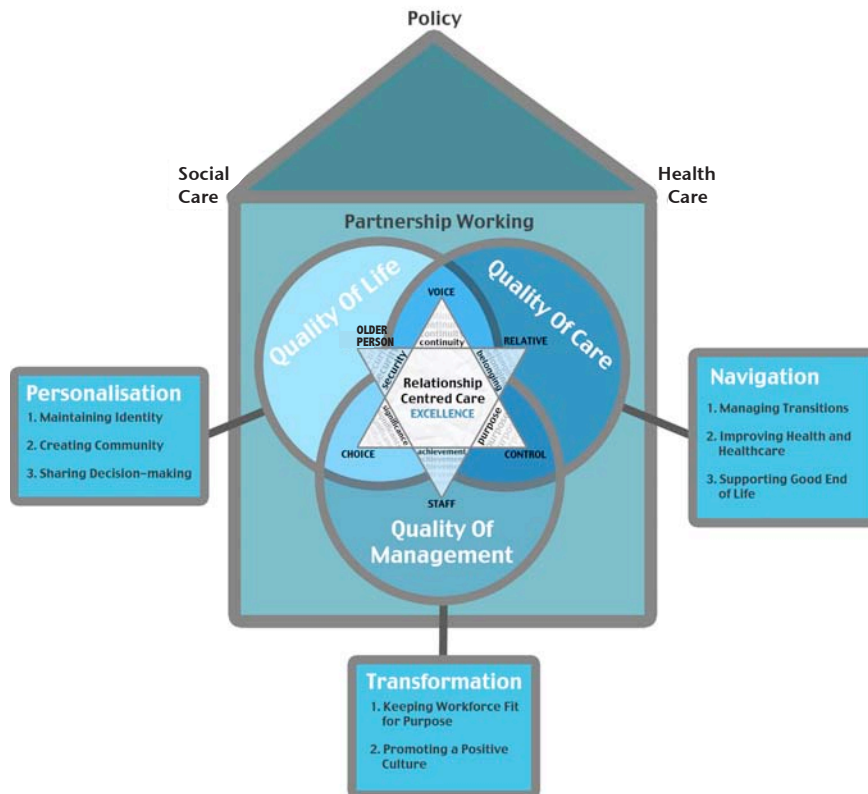 Policy
Social
Care
Health
Care
Partnership Working
Quality Of Life
Quality Of Care
VOICE
OLDER
PERSON
RELATIVE
continuity
security
belonging
Relationship
Centred Care
EXCELLENCE
significance
purpose
achievement
CHOICE
CONTROL
STAFF
Quality Of
Management
Personalisation
1. Maintaining Identity
2. Creating Community
3. Sharing Decision-making
Navigation
1. Managing Transitions
2. Improving Health and
Healthcare
3. Supporting Good End
of Life
Transformation
1. Keeping Workforce Fit
for Purpose
2. Promoting a Positive
Culture